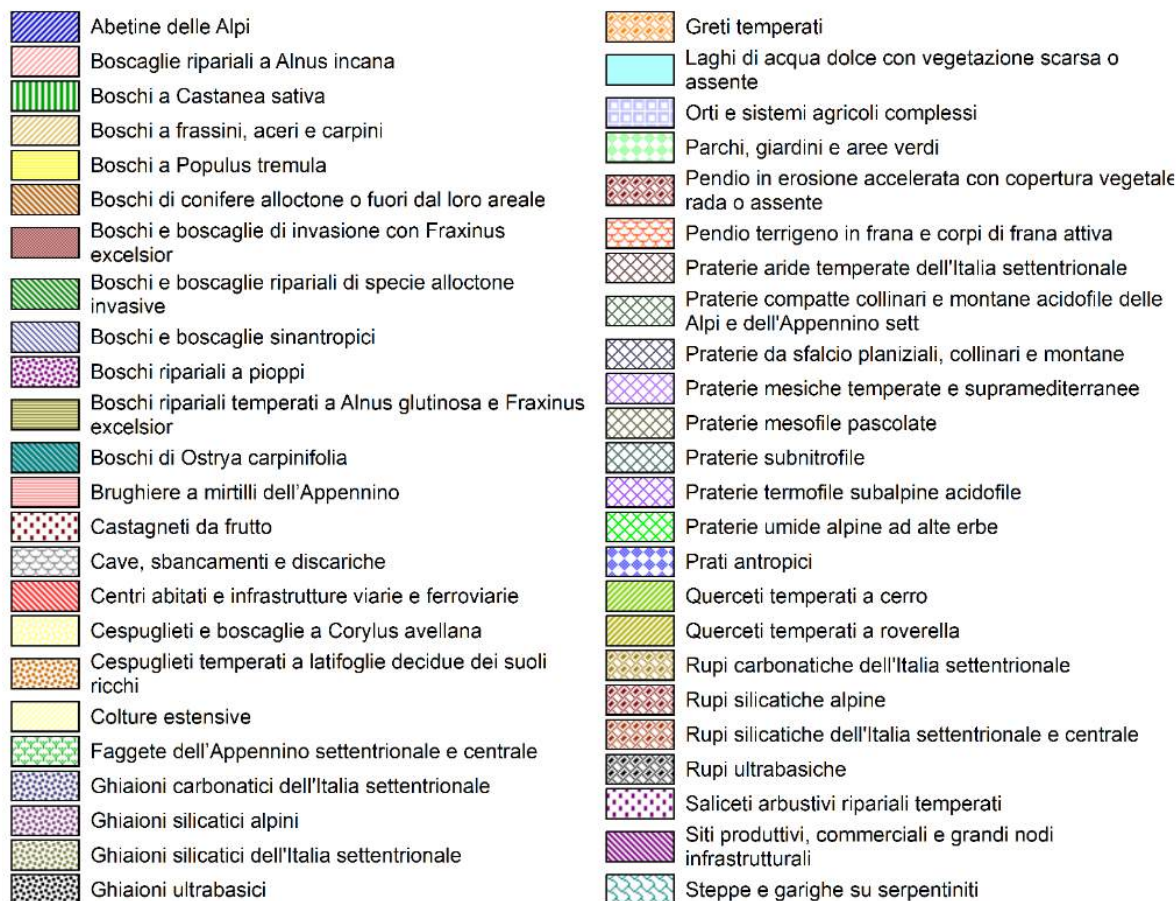 Abetine delle Alpi
Boscaglie ripariali a Alnus incana
Boschi a Castanea sativa
Boschi a frassini, aceri e carpini
Boschi a Populus tremula
Boschi di conifere alloctone o fuori dal loro areale
Boschi e boscaglie di invasione con Fraxinus
excelsior
Boschi e boscaglie ripariali di specie alloctone
invasive
Boschi e boscaglie sinantropici
Boschi ripariali a pioppi
Boschi ripariali temperati a Alnus glutinosa e Fraxinus
excelsior
Boschi di Ostrya carpinifolia
Brughiere a mirtilli dell'Appennino
Castagneti da frutto
Cave, sbancamenti e discariche
Centri abitati e infrastrutture viarie e ferroviarie
Cespuglieti e boscaglie a Corylus avellana
Cespuglieti temperati a latifoglie decidue dei suoli
ricchi
Colture estensive
Faggete dell'Appennino settentrionale e centrale
Ghiaioni carbonatici dell'Italia settentrionale
Ghiaioni silicatici alpini
Ghiaioni silicatici dell'Italia settentrionale
Ghiaioni ultrabasici
Greti temperati
Laghi di acqua dolce con vegetazione scarsa o
assente
Orti e sistemi agricoli complessi
Parchi, giardini e aree verdi
Pendio in erosione accelerata con copertura vegetale
rada o assente
Pendio terrigeno in frana e corpi di frana attiva
Praterie aride temperate dell'Italia settentrionale
Praterie compatte collinari e montane acidofile delle
Alpi e dell'Appennino sett
Praterie da sfalcio planiziali, collinari e montane
Praterie mesiche temperate e supramediterranee
Praterie mesofile pascolate
Praterie subnitrofile
Praterie termofile subalpine acidofile
Praterie umide alpine ad alte erbe
Prati antropici
Querceti temperati a cerro
Querceti temperati a roverella
Rupi carbonatiche dell'Italia settentrionale
Rupi silicatiche alpine
Rupi silicatiche dell'Italia settentrionale e centrale
Rupi ultrabasiche
Saliceti arbustivi ripariali temperati
Siti produttivi, commerciali e grandi nodi
infrastrutturali
Steppe e garighe su serpentiniti